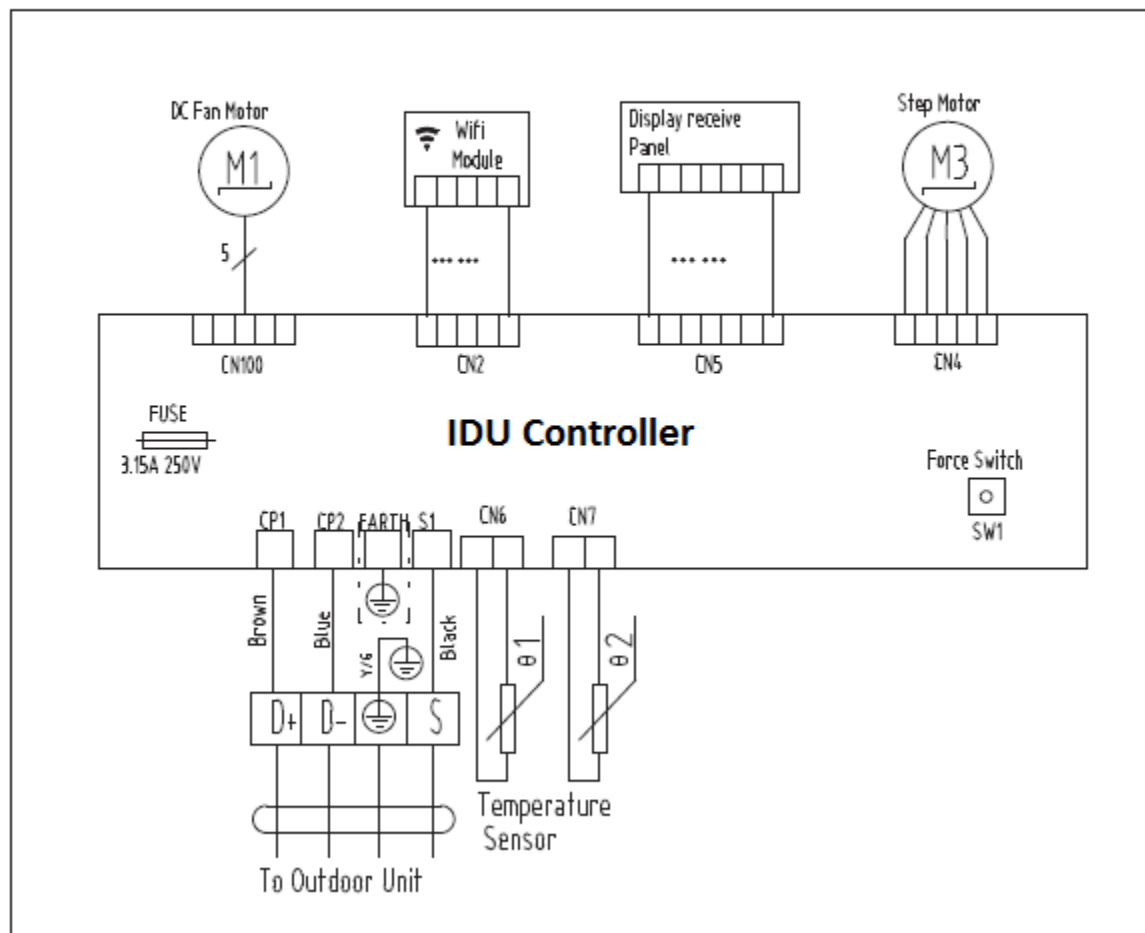 DC Fan Motor
M1
5
Wifi
Module
Display receive
Panel
Step Motor
M3
CN100
CN2
CN5
CN4
FUSE
3.15A 250V
IDU Controller
Force Switch
SW1
CP1
CP2
EARTH
S1
CN6
CN7
Brown
Blue
Y/G
Black
θ1
θ2
D+
D-
S
Temperature
Sensor
To Outdoor Unit